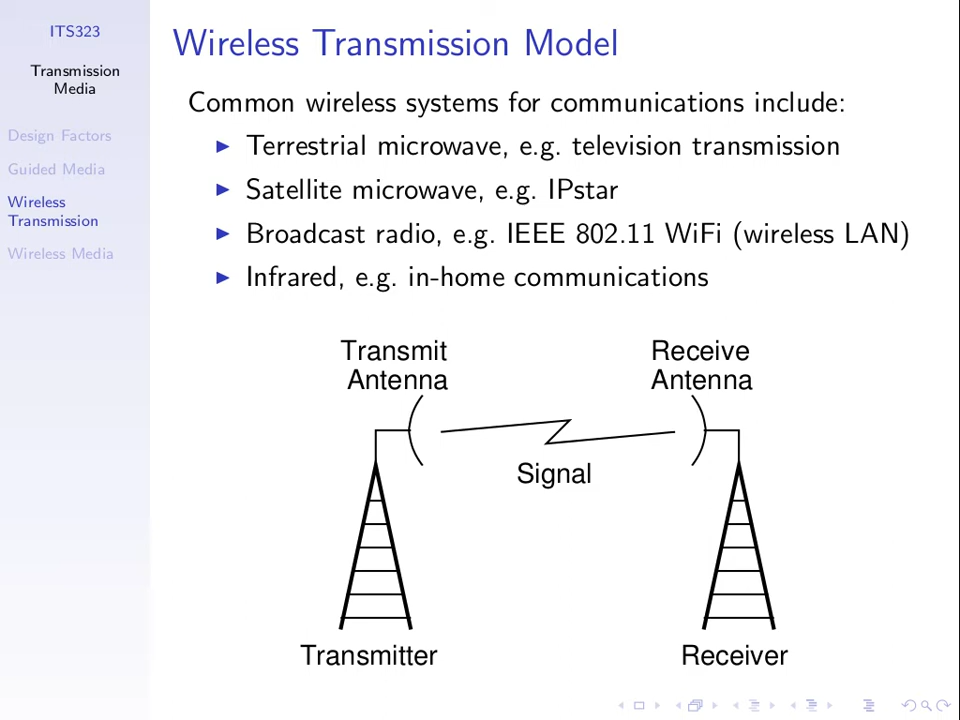 ITS323
Transmission
Media
Design Factors
Guided Media
Wireless
Transmission
Wireless Media
Wireless Transmission Model
Common wireless systems for communications include:
Terrestrial microwave, e.g. television transmission
Satellite microwave, e.g. IPstar
Broadcast radio, e.g. IEEE 802.11 WiFi (wireless LAN)
Infrared, e.g. in-home communications
Transmit
Antenna
Receive
Antenna
Signal
Transmitter
Receiver